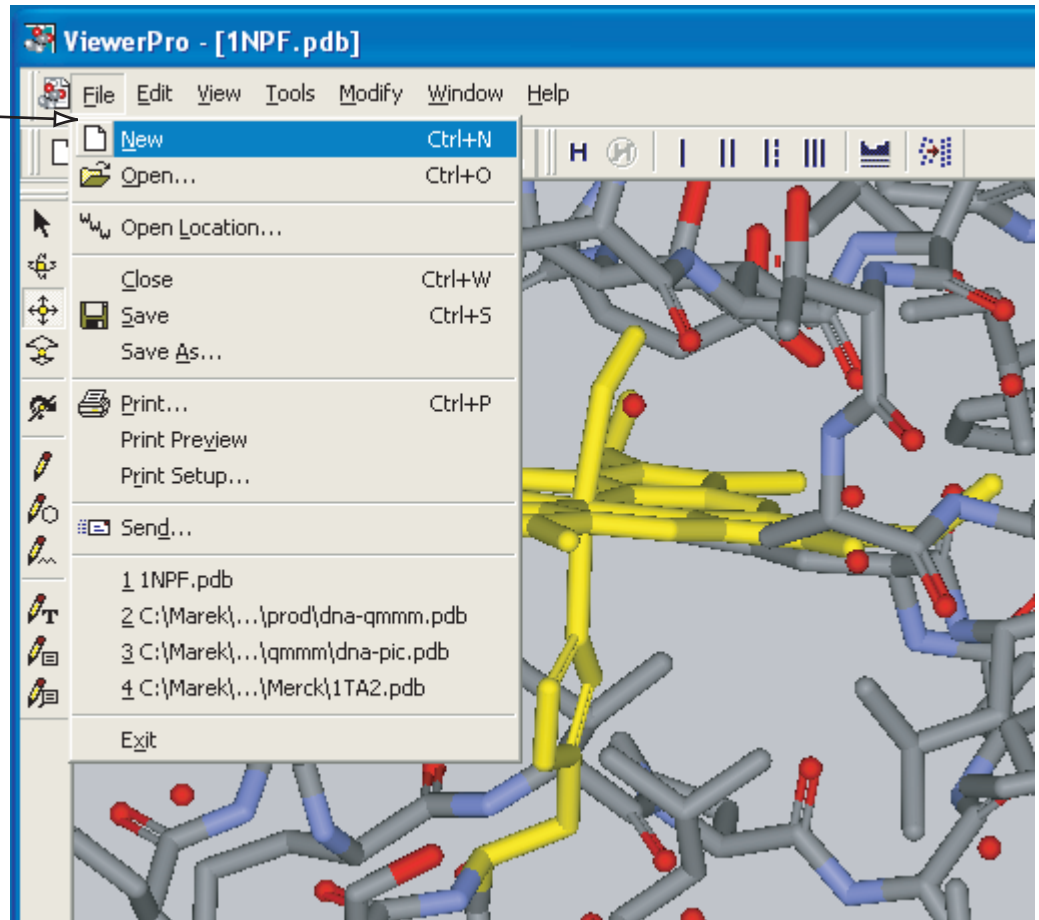 ViewerPro - [1NPF.pdb]
File Edit View Tools Modify Window Help
New Ctrl+N
Open... Ctrl+O
Open Location...
Close Ctrl+W
Save Ctrl+S
Save As...
Print... Ctrl+P
Print Preview
Print Setup...
Send...
1 1NPF.pdb
2 C:\Marek\...\prod\dna-qmmm.pdb
3 C:\Marek\...\qmmm\dna-pic.pdb
4 C:\Marek\...\Merck\1TA2.pdb
Exit
H H
W W W
T